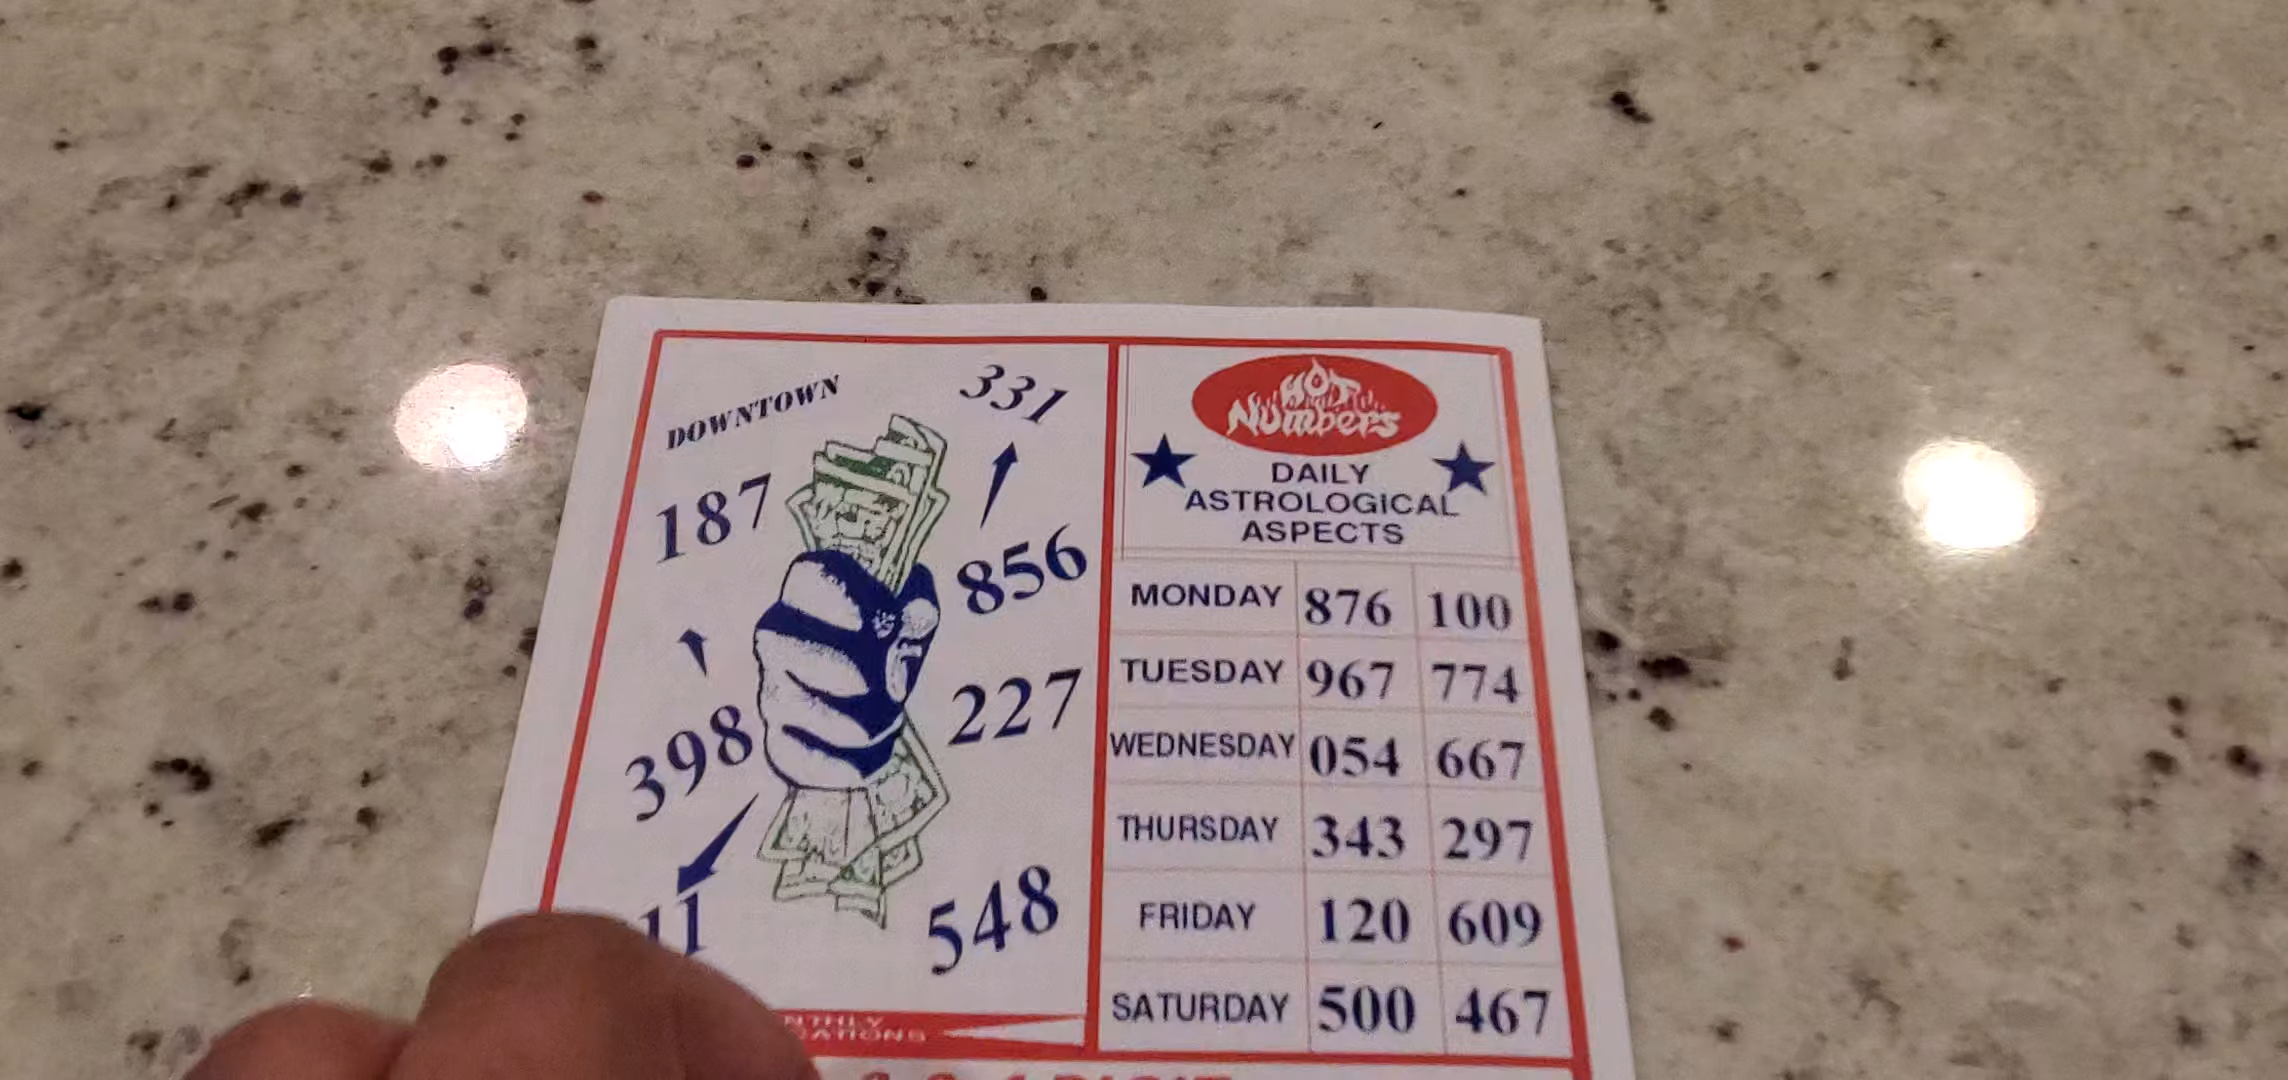 DOWNTOWN
331
187
856
398
227
548
HOT
NUmbers
DAILY
ASTROLOGICAL
ASPECTS
MONDAY 876 100
TUESDAY 967 774
WEDNESDAY 054 667
THURSDAY 343 297
FRIDAY 120 609
SATURDAY 500 467